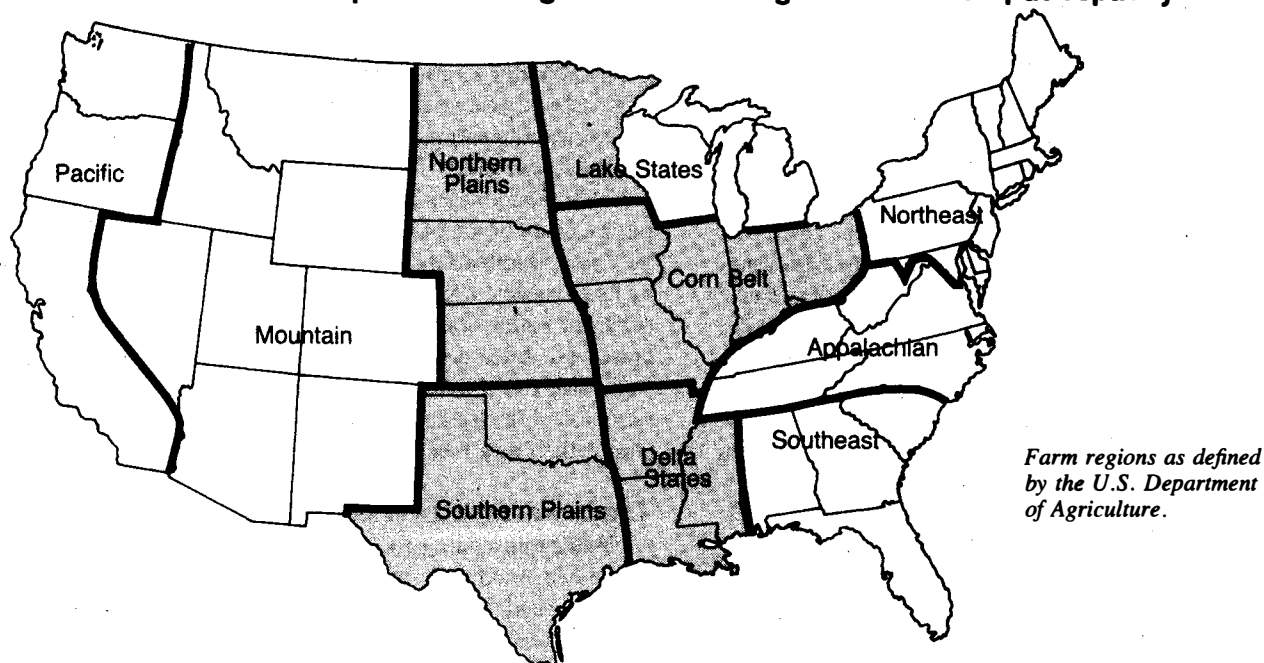 Pacific
Northern
Plains
Lake States
Northeast
Corn Belt
Mountain
Appalachian
Southeast
Delta
States
Southern Plains
Farm regions as defined
by the U.S. Department
of Agriculture.